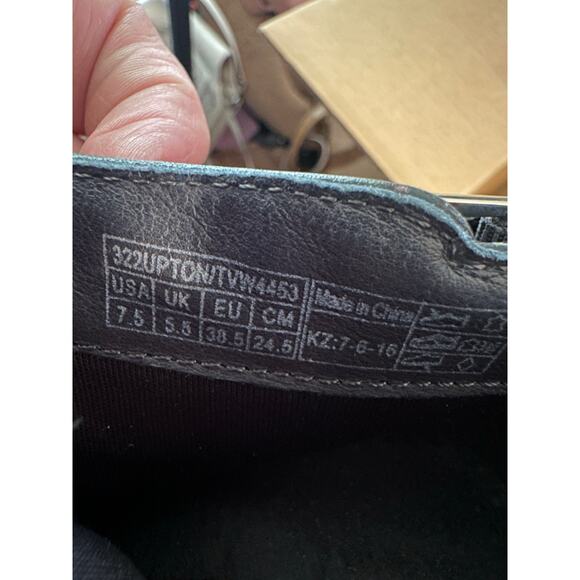 322UPTON/TVW4453
USA UK EU CM
7.5 5.5 38.5 24.5
Made in China
KZ:7-6-16